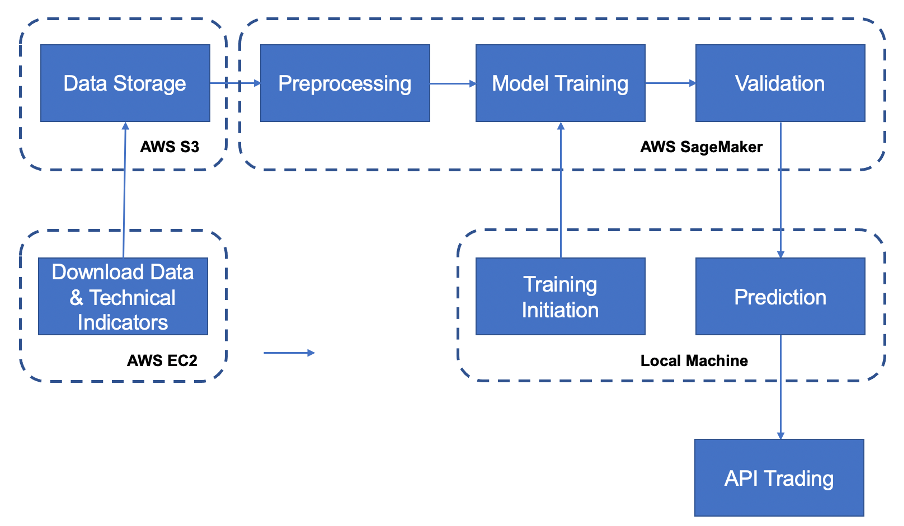 Data Storage
Preprocessing
Model Training
Validation
AWS S3
AWS SageMaker
Download Data
& Technical
Indicators
Training
Initiation
Prediction
AWS EC2
Local Machine
API Trading